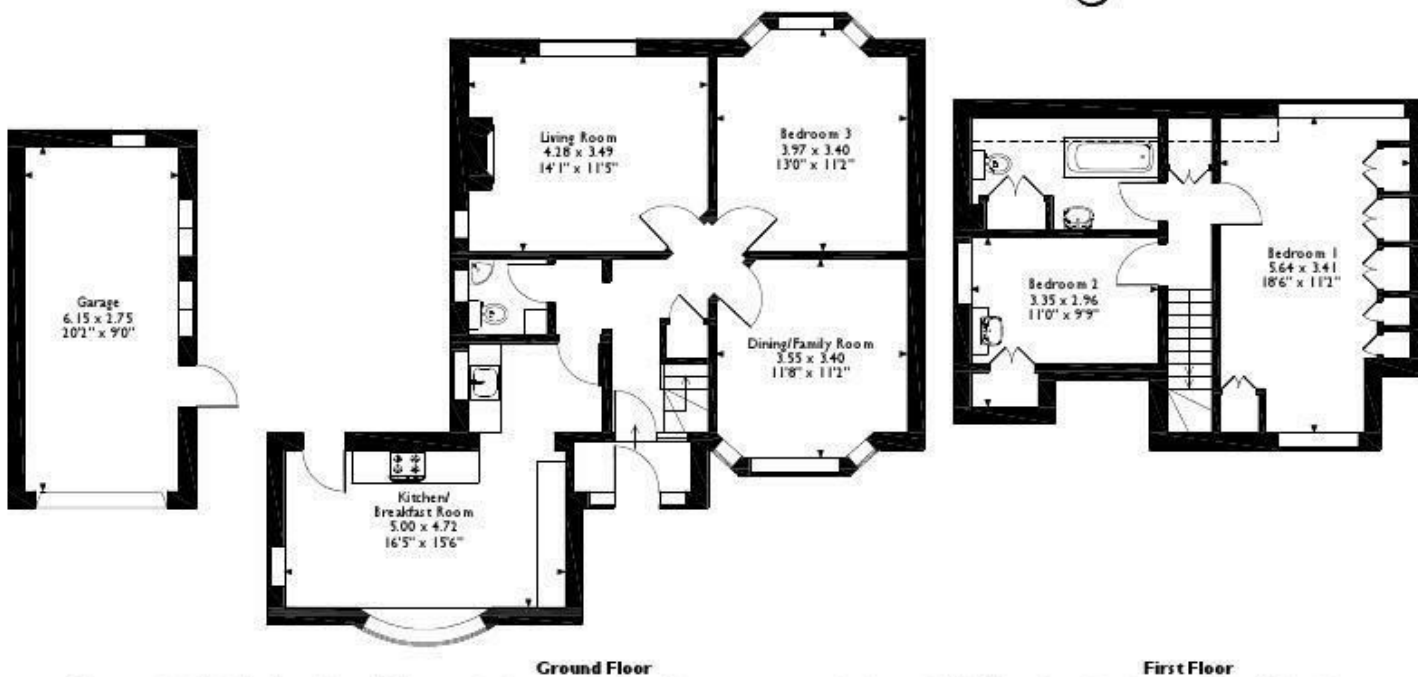 Living Room
4.28 x 3.49
14'1" x 11'5"
Bedroom 3
3.97 x 3.40
13'0" x 11'2"
Garage
6.15 x 2.75
20'2" x 9'0"
Dining/Family Room
3.55 x 3.40
11'8" x 11'2"
Kitchen/
Breakfast Room
5.00 x 4.72
16'5" x 15'6"
Bedroom 1
5.64 x 3.41
18'6" x 11'2"
Bedroom 2
3.35 x 2.96
11'0" x 9'9"
Ground Floor
First Floor